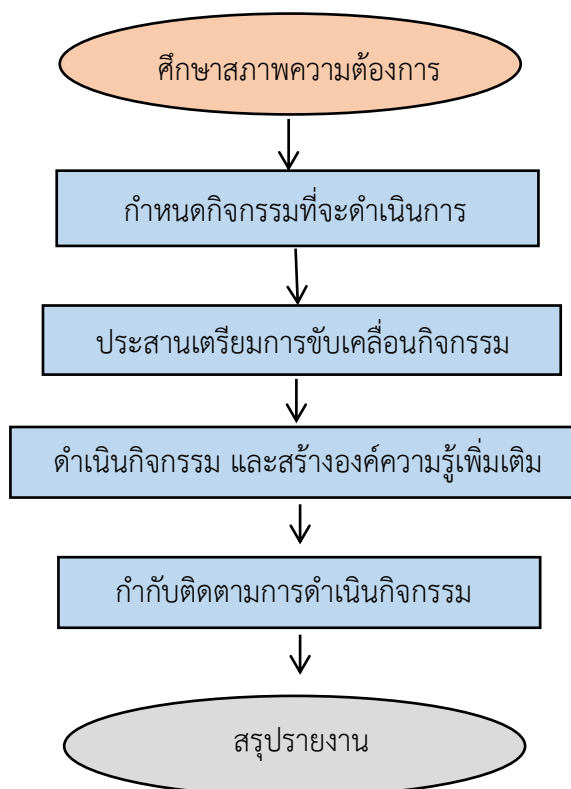 ศึกษาสภาพความต้องการ
กำหนดกิจกรรมที่จะดำเนินการ
ประสานเตรียมการขับเคลื่อนกิจกรรม
ดำเนินกิจกรรม และสร้างองค์ความรู้เพิ่มเติม
กำกับติดตามการดำเนินกิจกรรม
สรุปรายงาน